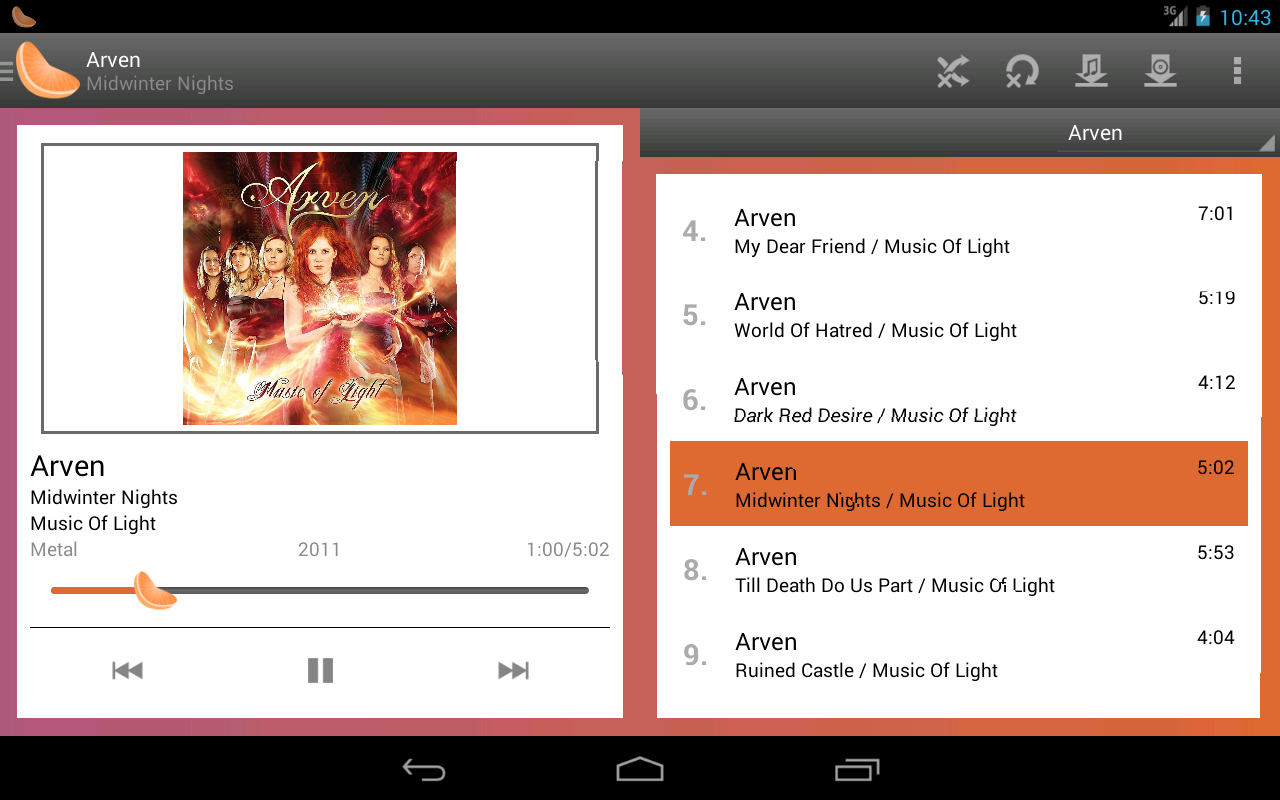 3G
10:43
Arven
Midwinter Nights
Arven
Arven
Music of Light
Arven
Midwinter Nights
Music Of Light
Metal 2011 1:00/5:02
4. Arven 7:01
My Dear Friend / Music Of Light
5. Arven 5:19
World Of Hatred / Music Of Light
6. Arven 4:12
Dark Red Desire / Music Of Light
7. Arven 5:02
Midwinter Nights / Music Of Light
8. Arven 5:53
Till Death Do Us Part / Music Of Light
9. Arven 4:04
Ruined Castle / Music Of Light